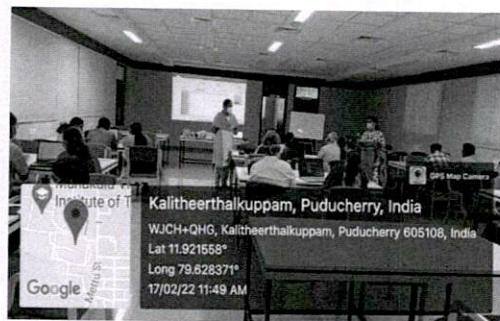 GPS Map Camera
Institute of T
Kalitheerthalkuppam, Puducherry, India
WJCH+QHG, Kalitheerthalkuppam, Puducherry 605108, India
Lat 11.921558°
Long 79.628371°
17/02/22 11:49 AM
Google